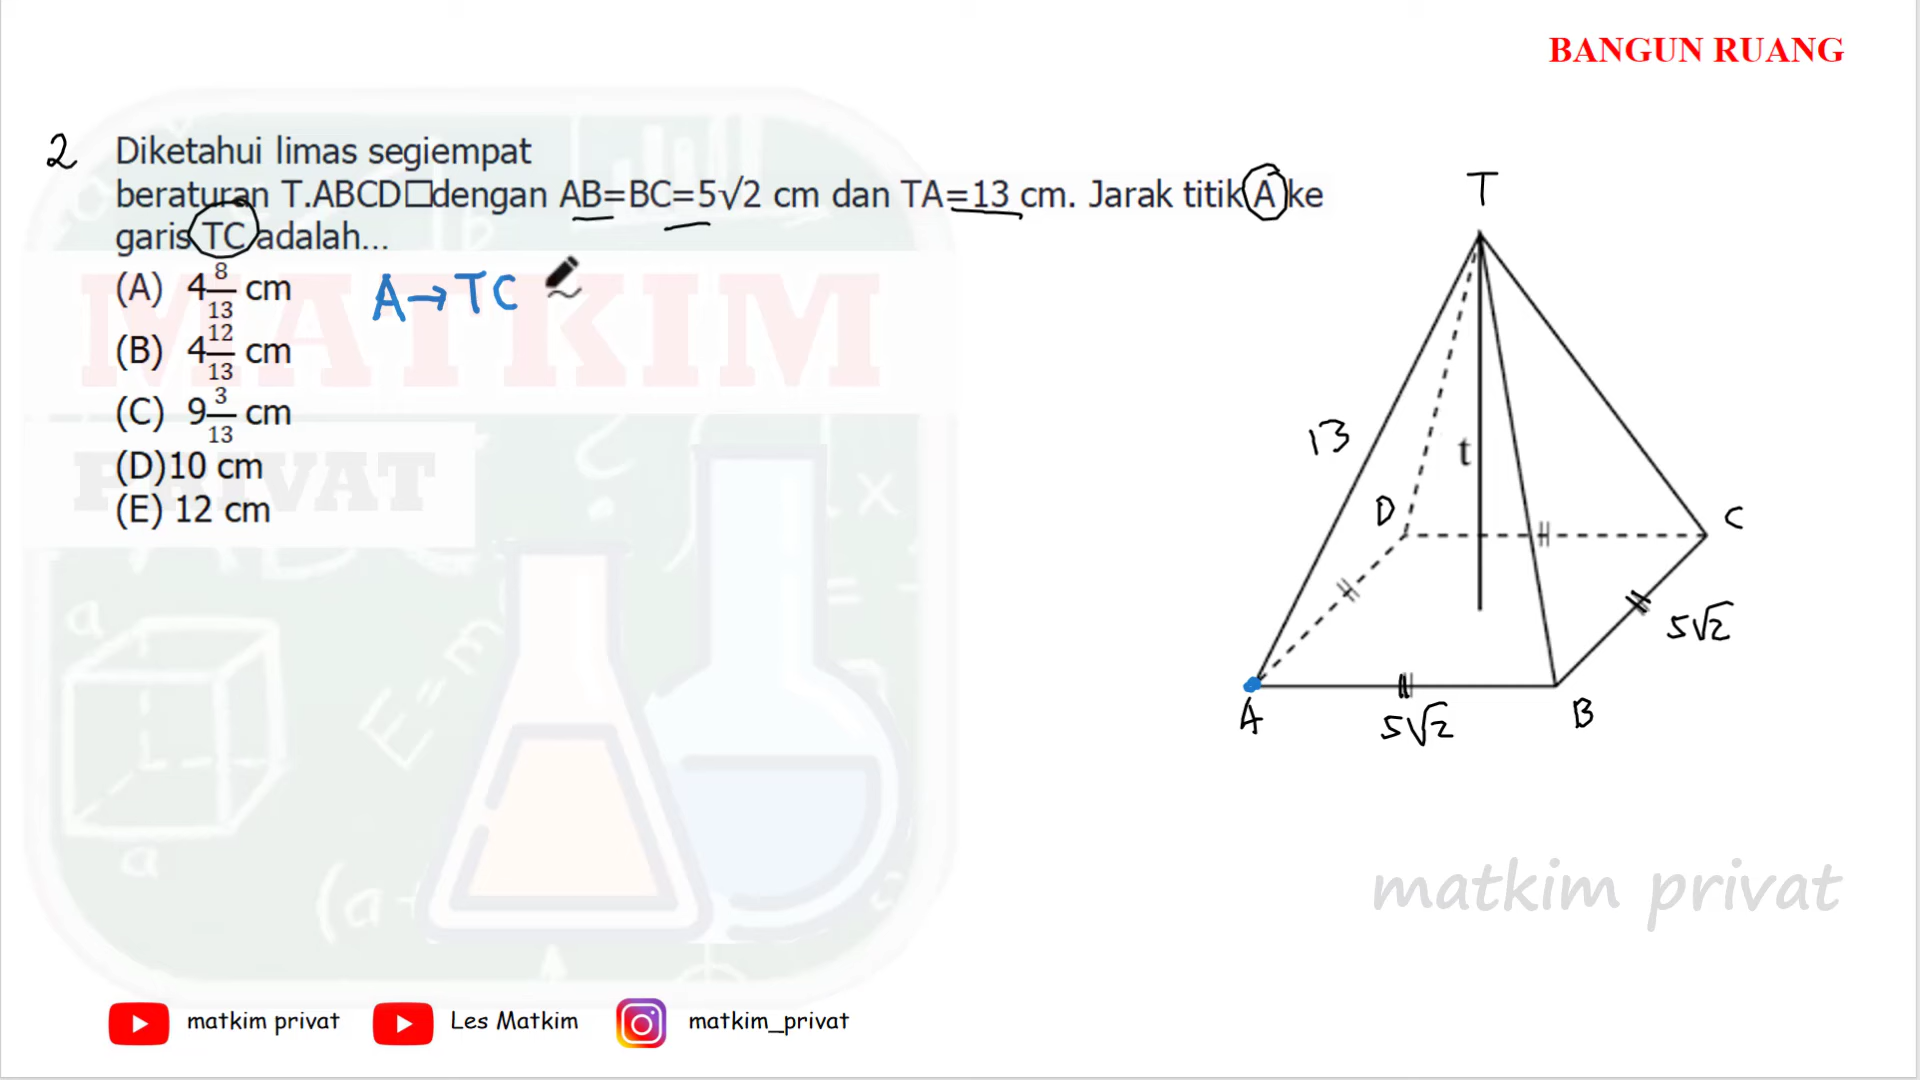 BANGUN RUANG
2 Diketahui limas segiempat
beraturan T.ABCD□dengan AB=BC=5√2 cm dan TA=13 cm. Jarak titik A ke
garis TC adalah...
(A) 4 8/13 cm
A→TC
(B) 4 12/13 cm
(C) 9 3/13 cm
(D)10 cm
(E) 12 cm
T
13
t
D
C
5√2
A
5√2
B
MATKIM
PRIVAT
a
a
E=m
(a+
b
x
=
matkim privat
matkim privat
Les Matkim
matkim_privat